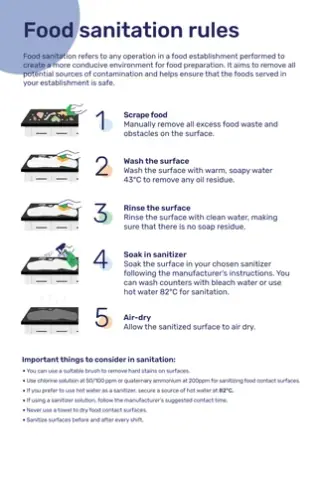 Food sanitation rules
Food sanitation refers to any operation in a food establishment performed to
create a more conducive environment for food preparation. It aims to remove all
potential sources of contamination and helps ensure that the foods served in
your establishment is safe.
1
Scrape food
Manually remove all excess food waste and
obstacles on the surface.
2
Wash the surface
Wash the surface with warm, soapy water
43°C to remove any oil residue.
3
Rinse the surface
Rinse the surface with clean water, making
sure that there is no soap residue.
4
Soak in sanitizer
Soak the surface in your chosen sanitizer
following the manufacturer's instructions. You
can wash counters with bleach water or use
hot water 82°C for sanitation.
5
Air-dry
Allow the sanitized surface to air dry.
Important things to consider in sanitation:
• You can use a suitable brush to remove hard stains on surfaces.
• Use chlorine solution at 50/100 ppm or quaternary ammonium at 200ppm for sanitizing food contact surfaces.
• If you prefer to use hot water as a sanitizer, secure a source of hot water at 82°C.
• If using a sanitizer solution, follow the manufacturer's suggested contact time.
• Never use a towel to dry food contact surfaces.
• Sanitize surfaces before and after every shift.